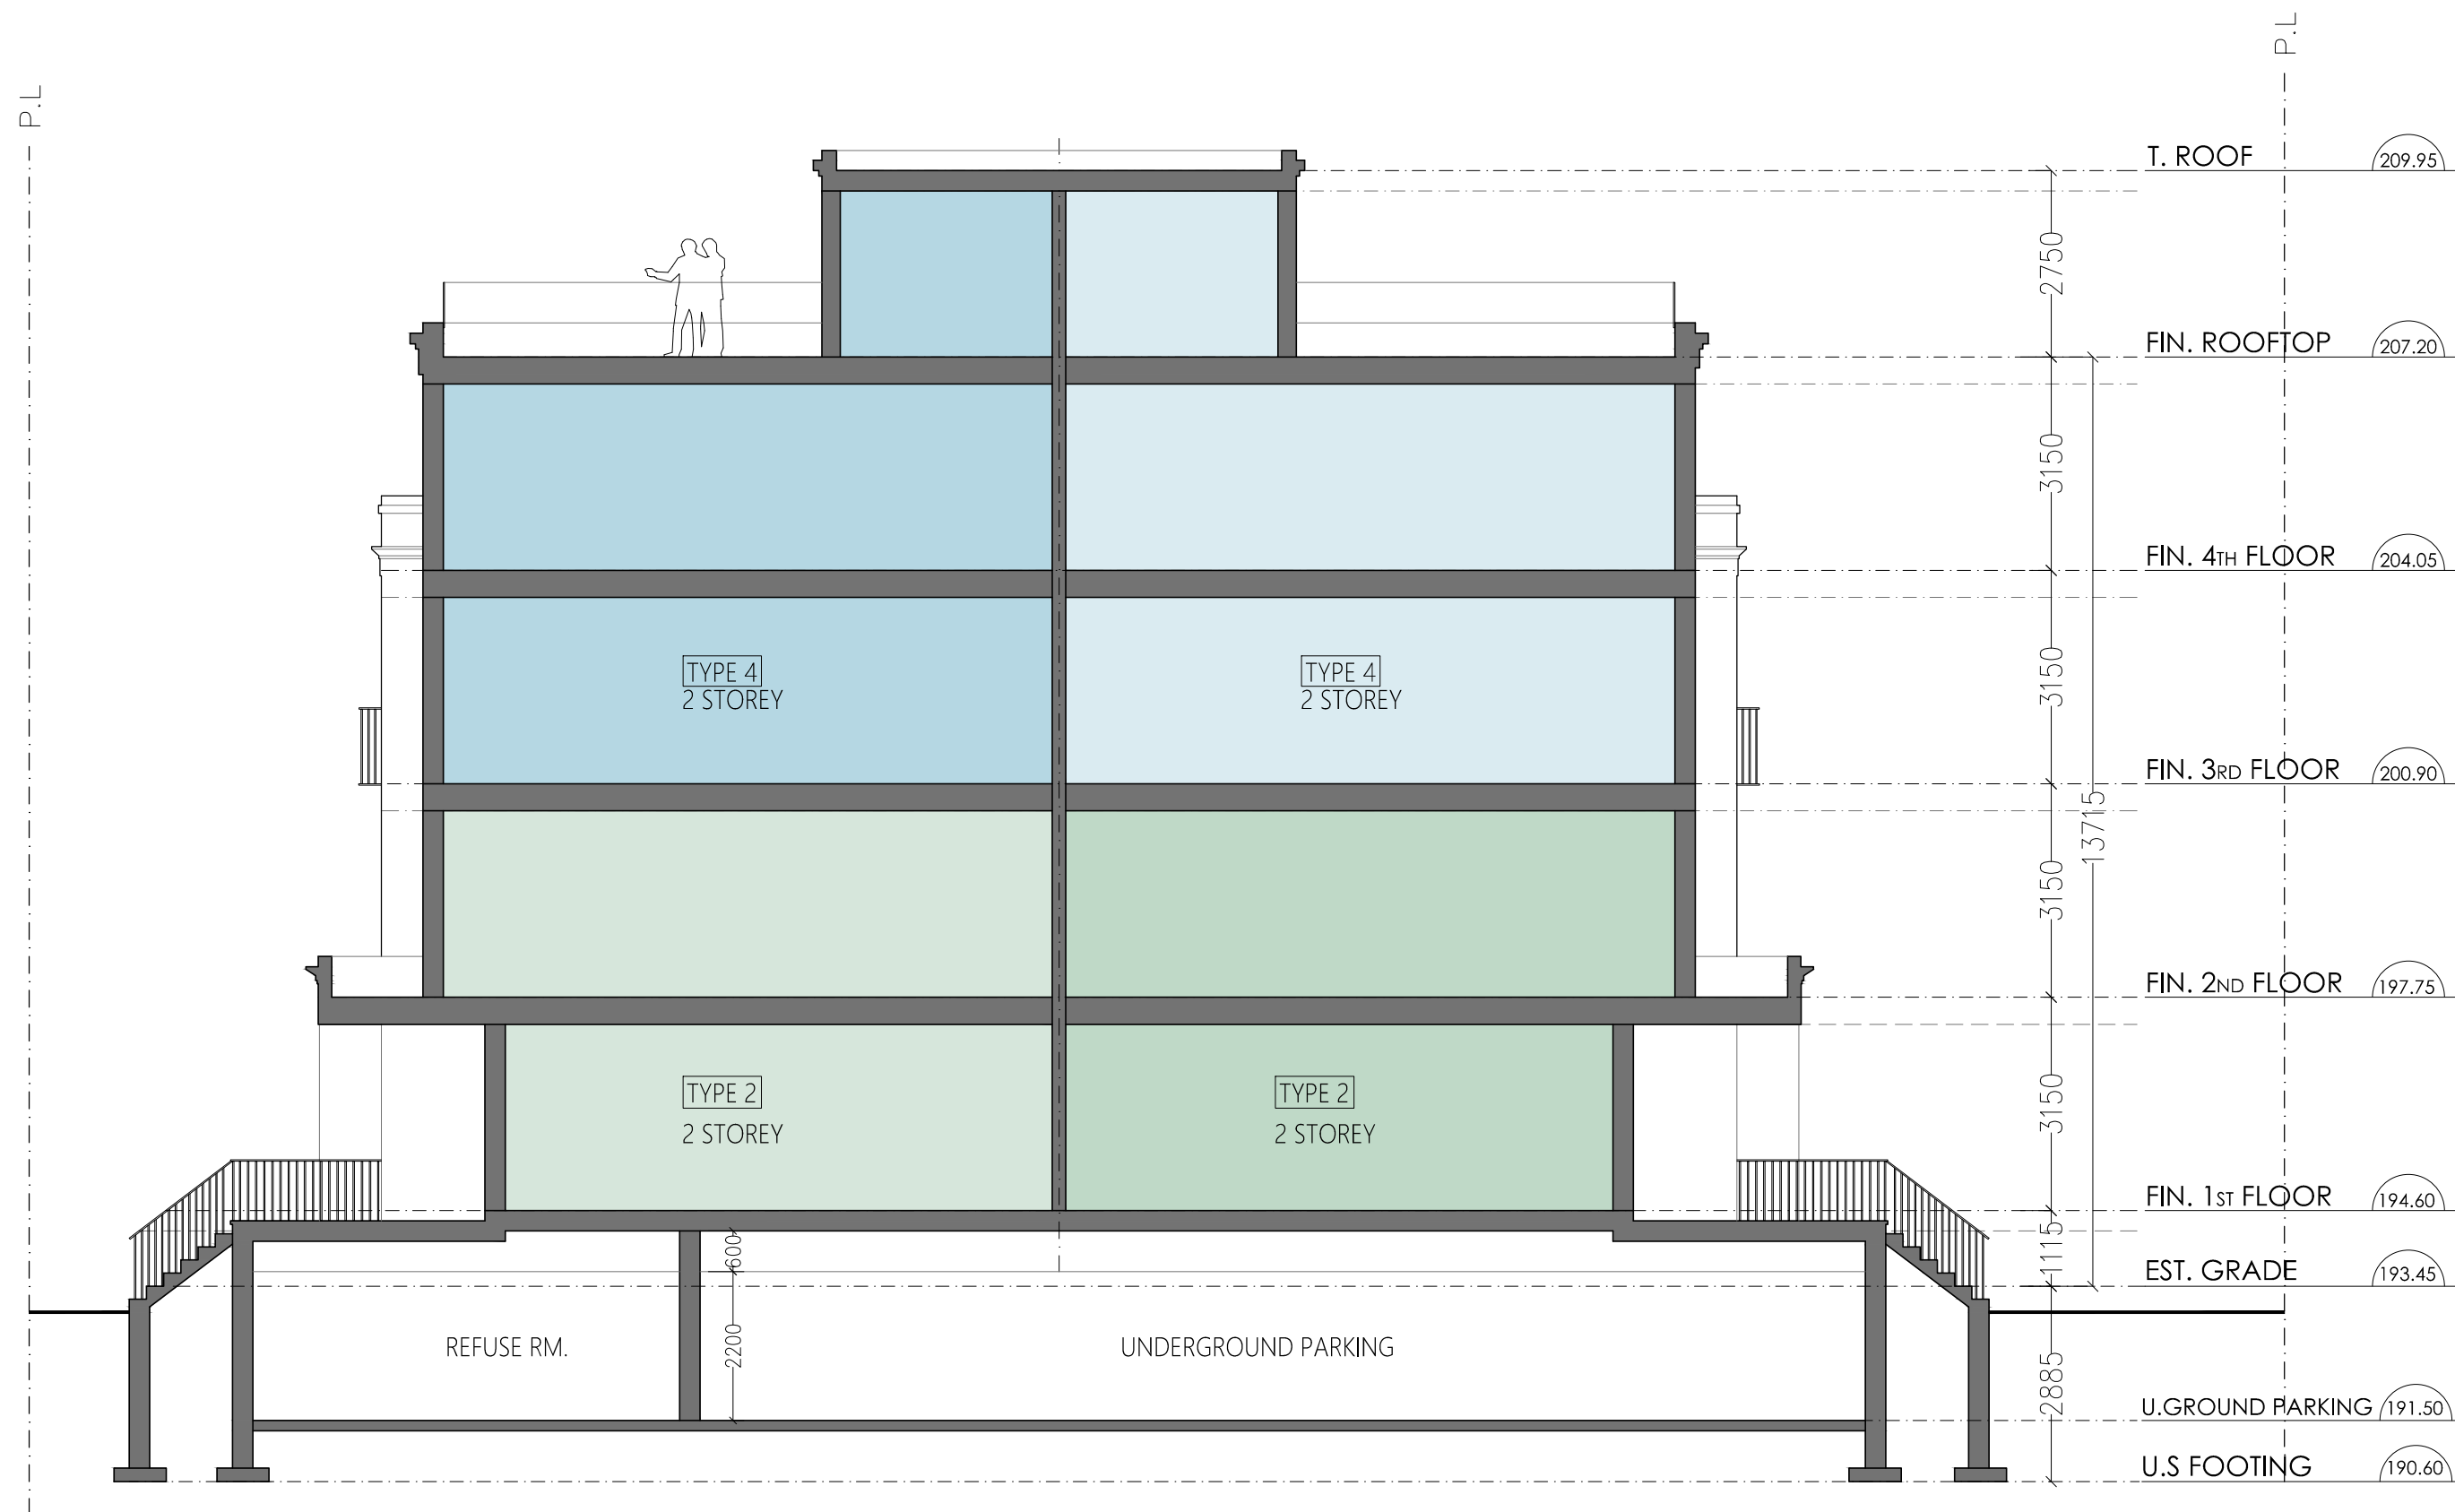 P.L
P.L
T. ROOF 209.95
2750
FIN. ROOFTOP 207.20
3150
FIN. 4TH FLOOR 204.05
TYPE 4
2 STOREY
TYPE 4
2 STOREY
3150
FIN. 3RD FLOOR 200.90
13715
3150
FIN. 2ND FLOOR 197.75
TYPE 2
2 STOREY
TYPE 2
2 STOREY
3150
FIN. 1ST FLOOR 194.60
600
1115
EST. GRADE 193.45
REFUSE RM.
2200
UNDERGROUND PARKING
2885
U.GROUND PARKING 191.50
U.S FOOTING 190.60